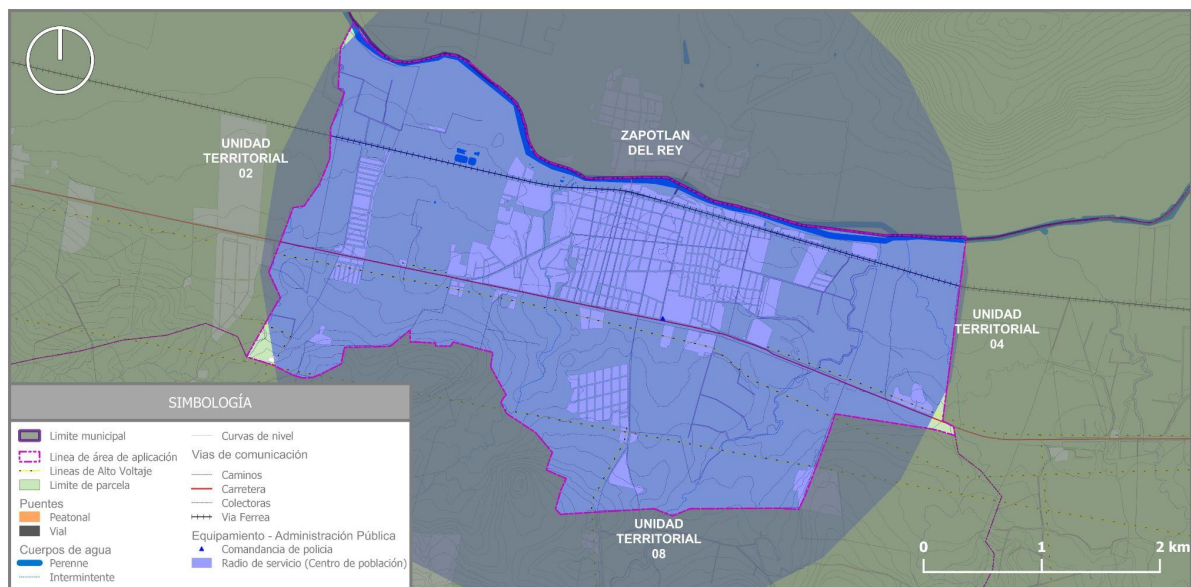 UNIDAD
TERRITORIAL
02
ZAPOTLAN
DEL REY
UNIDAD
TERRITORIAL
04
UNIDAD
TERRITORIAL
08
SIMBOLOGÍA
Limite municipal
Linea de área de aplicación
Lineas de Alto Voltaje
Limite de parcela
Puentes
Peatonal
Vial
Cuerpos de agua
Perenne
Intermintente
Curvas de nivel
Vias de comunicación
Caminos
Carretera
Colectoras
Via Ferrea
Equipamiento - Administración Pública
Comandancia de policia
Radio de servicio (Centro de población)
0 1 2 km